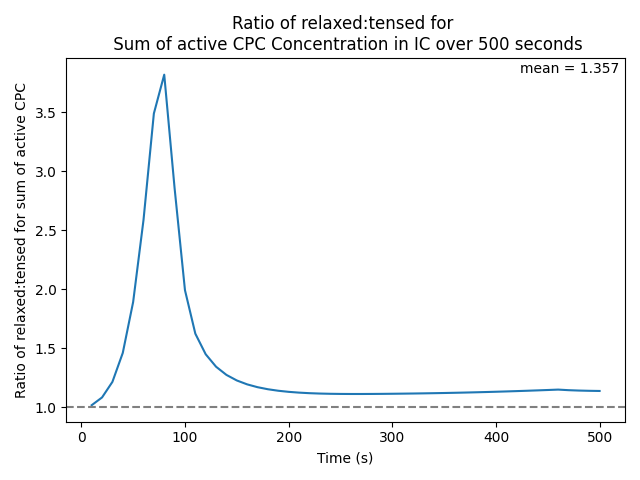 Ratio of relaxed:tensed for
Sum of active CPC Concentration in IC over 500 seconds
mean = 1.357
Ratio of relaxed:tensed for sum of active CPC
3.5
3.0
2.5
2.0
1.5
1.0
0 100 200 300 400 500
Time (s)